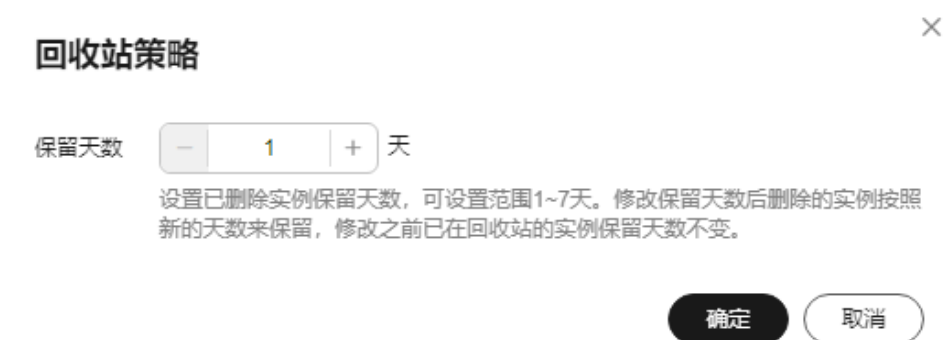 回收站策略
保留天数 − 1 + 天
设置已删除实例保留天数，可设置范围1~7天。修改保留天数后删除的实例按照
新的天数来保留，修改之前已在回收站的实例保留天数不变。
确定 取消